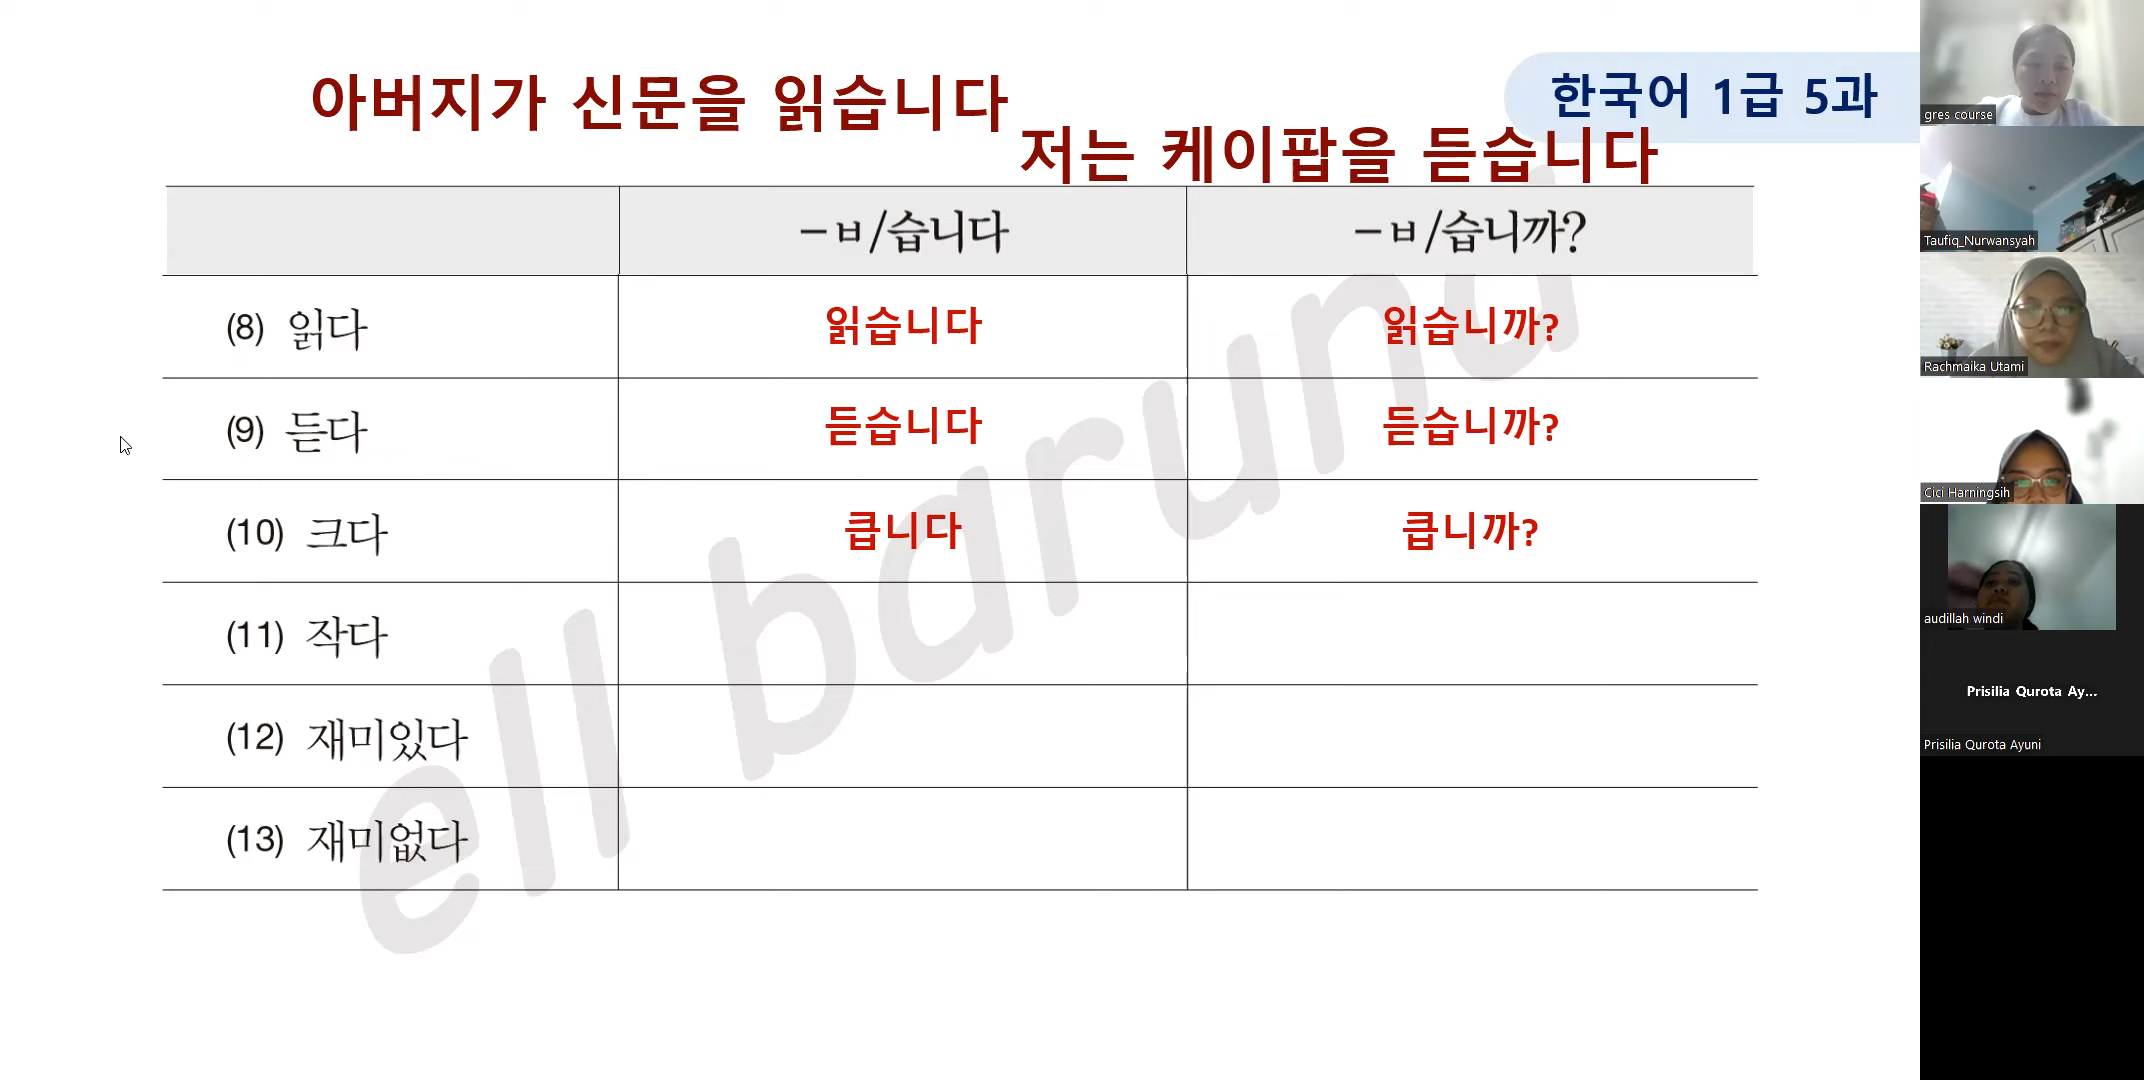 아버지가 신문을 읽습니다
한국어 1급 5과
저는 케이팝을 듣습니다
-ㅂ/습니다 -ㅂ/습니까?
(8) 읽다 읽습니다 읽습니까?
(9) 듣다 듣습니다 듣습니까?
(10) 크다 큽니다 큽니까?
(11) 작다
(12) 재미있다
(13) 재미없다
ell barund
gres course
Taufiq_Nurwansyah
Rachmaika Utami
Cici Harningsih
audillah windi
Prisilia Qurota Ay...
Prisilia Qurota Ayuni